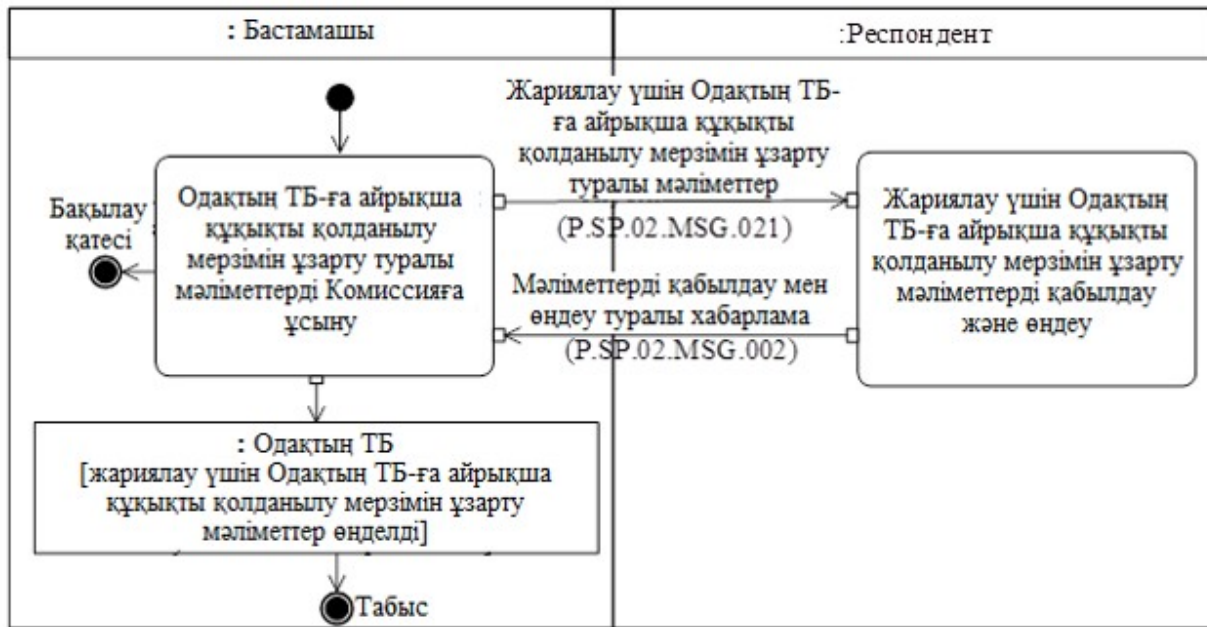 : Бастамашы
:Респондент
Жариялау үшін Одақтың ТБ-
ға айрықша құқықты
қолданылу мерзімін ұзарту
туралы мәліметтер
(P.SP.02.MSG.021)
Бақылау
қатесі
Одақтың ТБ-ға айрықша
құқықты қолданылу
мерзімін ұзарту туралы
мәліметтерді Комиссияға
ұсыну
Жариялау үшін Одақтың
ТБ-ға айрықша құқықты
қолданылу мерзімін ұзарту
мәліметтерді қабылдау
және өңдеу
Мәліметтерді қабылдау мен
өңдеу туралы хабарлама
(P.SP.02.MSG.002)
: Одақтың ТБ
[жариялау үшін Одақтың ТБ-ға айрықша
құқықты қолданылу мерзімін ұзарту
мәліметтер өңделді]
Табыс